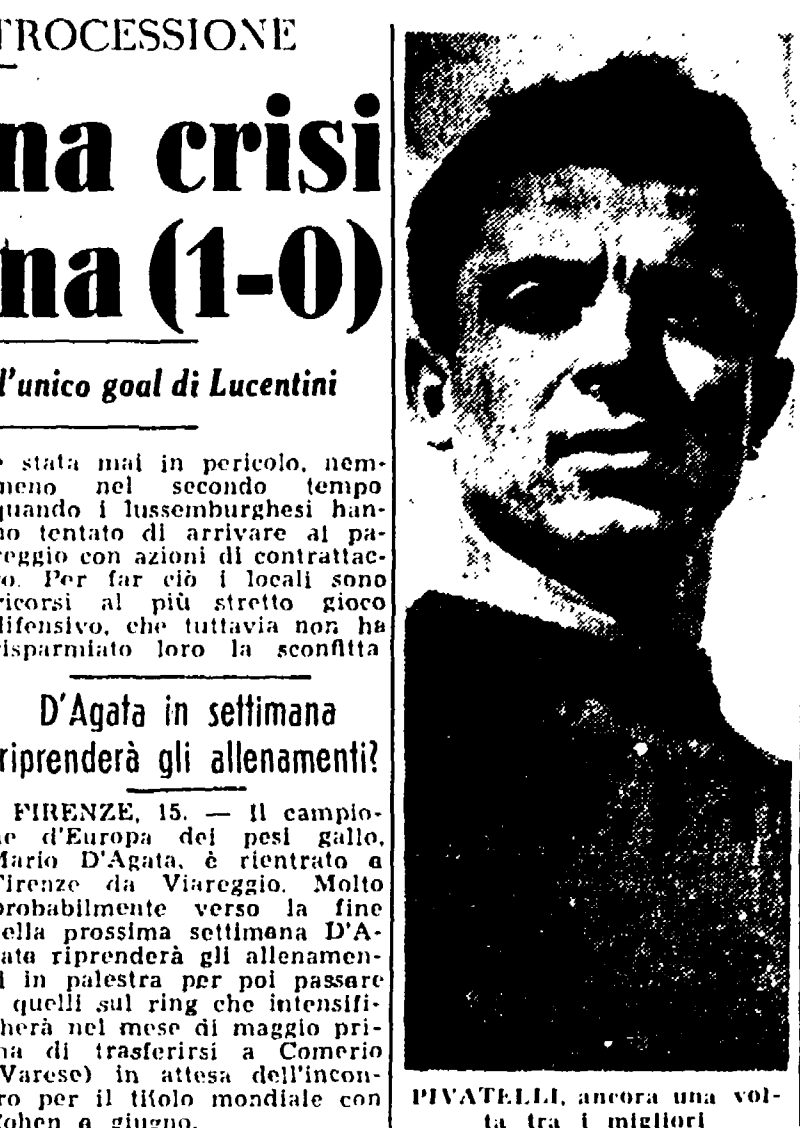 TROCESSIONE
na crisi
na (1-0)
l'unico goal di Lucentini
è stata mai in pericolo, nem-
meno nel secondo tempo
quando i lussemburghesi han-
no tentato di arrivare al pa-
reggio con azioni di contrattac-
co. Per far ciò i locali sono
ricorsi al più stretto gioco
difensivo, che tuttavia non ha
risparmiato loro la sconfitta
D'Agata in settimana
riprenderà gli allenamenti?
FIRENZE, 15. — Il campio-
ne d'Europa dei pesi gallo,
Mario D'Agata, è rientrato a
Firenze da Viareggio. Molto
probabilmente verso la fine
della prossima settimana D'A-
gata riprenderà gli allenamen-
ti in palestra per poi passare
quelli sul ring che intensifi-
cherà nel mese di maggio pri-
ma di trasferirsi a Comerio
(Varese) in attesa dell'incon-
tro per il titolo mondiale con
Cohen a giugno.
PIVATELLI, ancora una vol-
ta tra i migliori